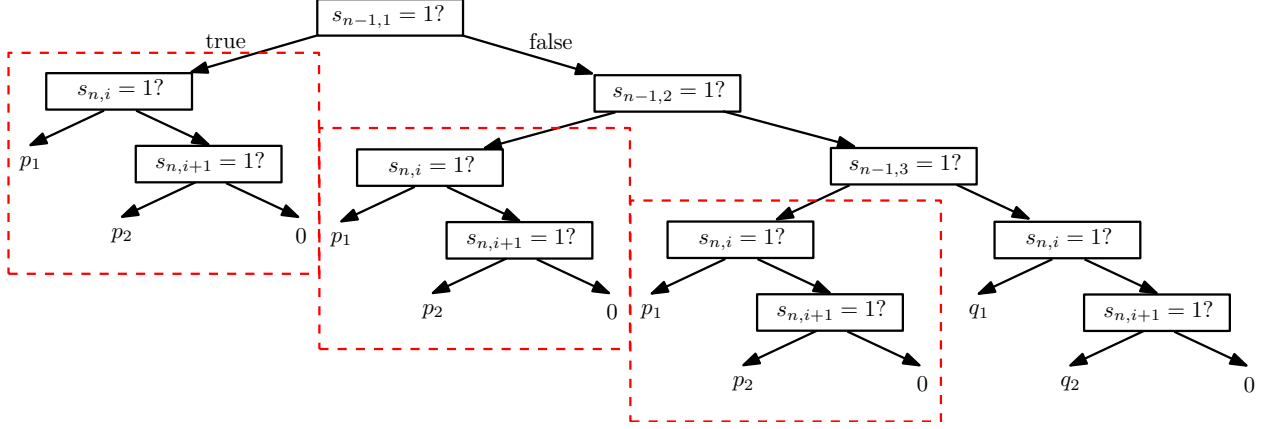 $s_{n-1,1} = 1?$
true
false
$s_{n,i} = 1?$
$s_{n-1,2} = 1?$
$p_1$
$s_{n,i+1} = 1?$
$s_{n,i} = 1?$
$s_{n-1,3} = 1?$
$p_2$
0
$p_1$
$s_{n,i+1} = 1?$
$s_{n,i} = 1?$
$s_{n,i} = 1?$
$p_2$
0
$p_1$
$s_{n,i+1} = 1?$
$q_1$
$s_{n,i+1} = 1?$
$p_2$
0
$q_2$
0